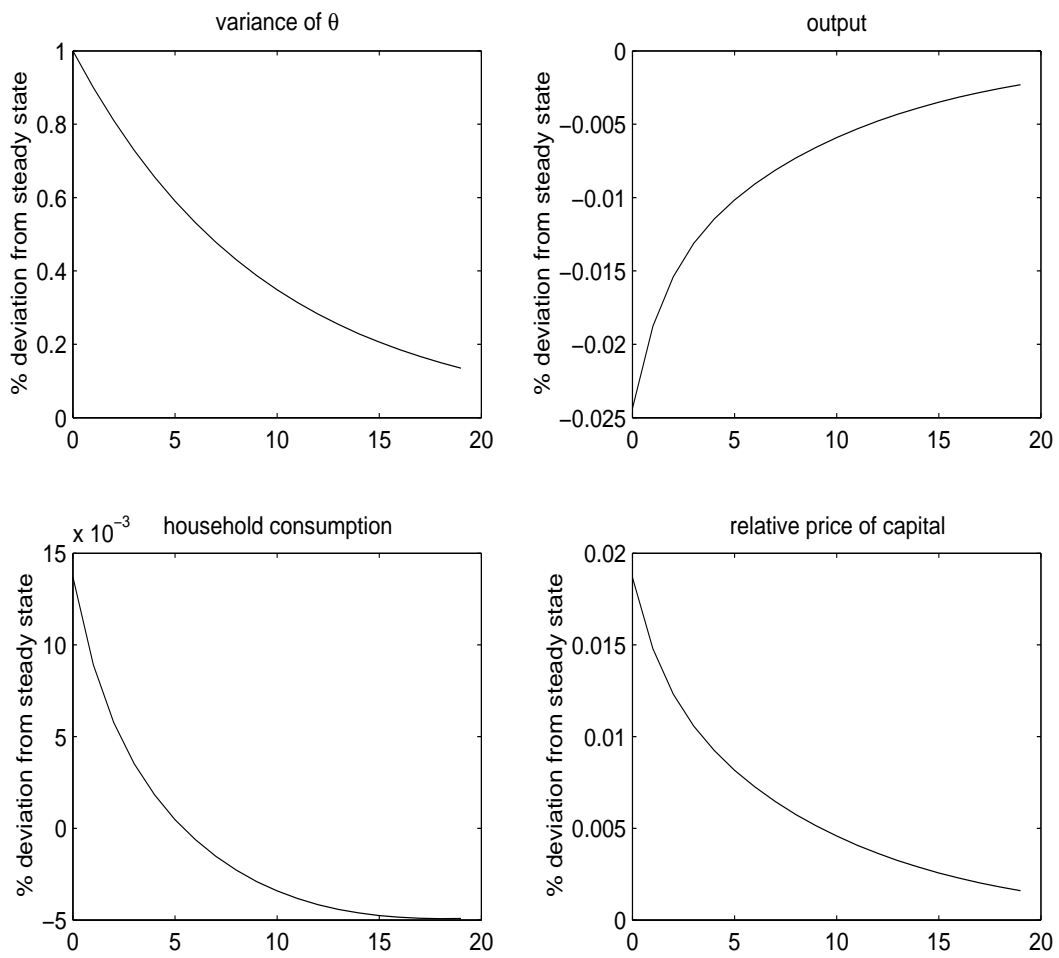 variance of θ
% deviation from steady state
1
0.8
0.6
0.4
0.2
0
0 5 10 15 20
output
% deviation from steady state
0
−0.005
−0.01
−0.015
−0.02
−0.025
0 5 10 15 20
x 10⁻³ household consumption
% deviation from steady state
15
10
5
0
−5
0 5 10 15 20
relative price of capital
% deviation from steady state
0.02
0.015
0.01
0.005
0
0 5 10 15 20